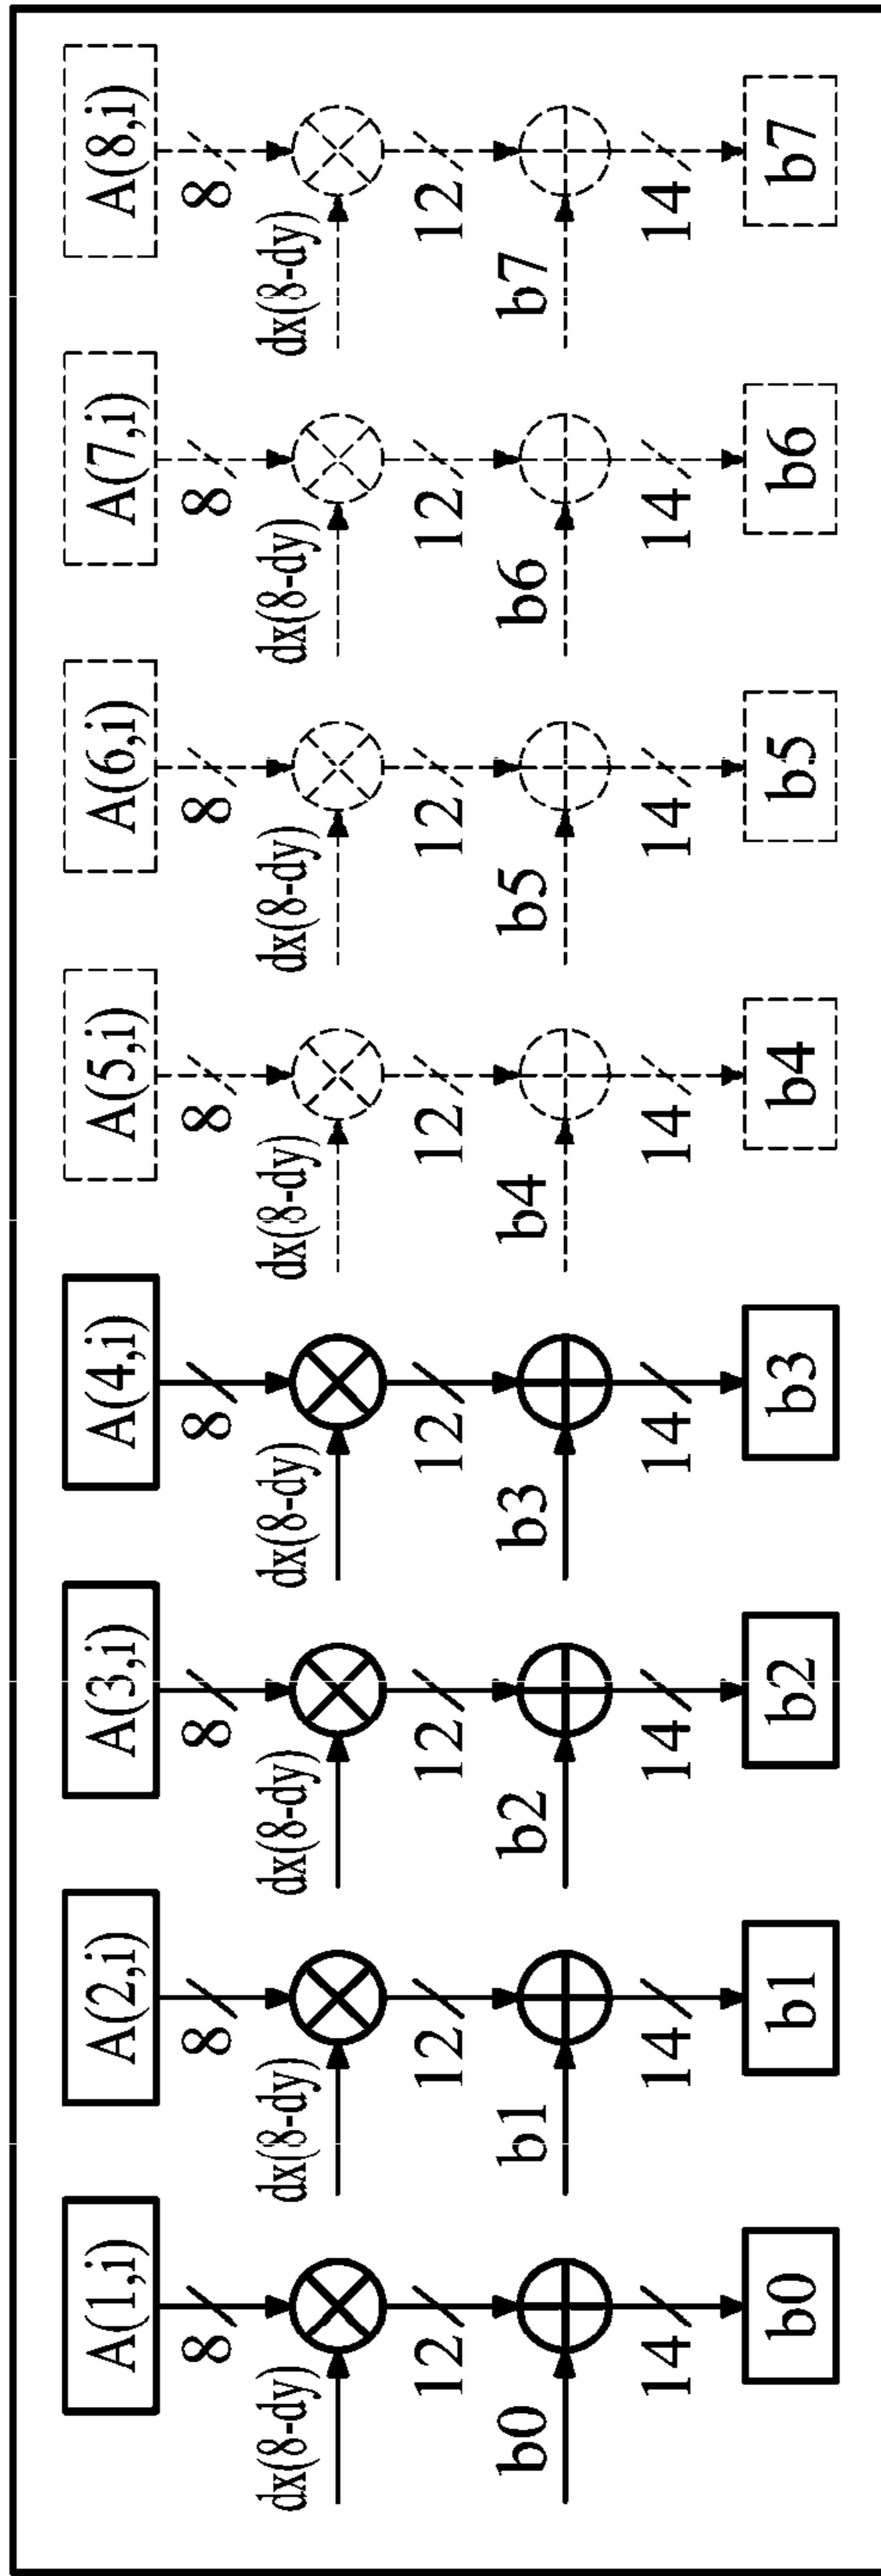 A(1,i) A(2,i) A(3,i) A(4,i) A(5,i) A(6,i) A(7,i) A(8,i)
8 8 8 8 8 8 8 8
dx(8-dy) dx(8-dy) dx(8-dy) dx(8-dy) dx(8-dy) dx(8-dy) dx(8-dy) dx(8-dy)
12 12 12 12 12 12 12 12
b0 b1 b2 b3 b4 b5 b6 b7
14 14 14 14 14 14 14 14
b0 b1 b2 b3 b4 b5 b6 b7